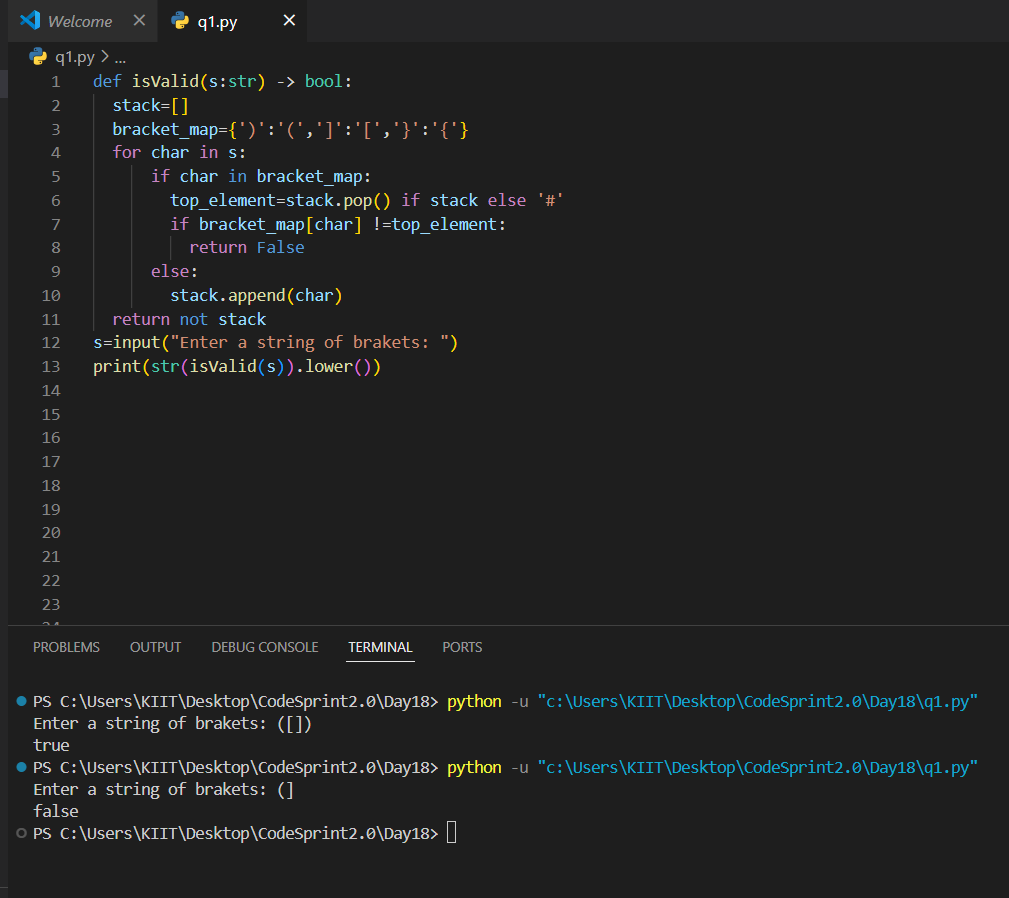 Welcome q1.py
q1.py > ...
1 def isValid(s:str) -> bool:
2   stack=[]
3   bracket_map={')':'(',']':'[','}':'{'}
4   for char in s:
5       if char in bracket_map:
6         top_element=stack.pop() if stack else '#'
7         if bracket_map[char] !=top_element:
8           return False
9       else:
10         stack.append(char)
11   return not stack
12 s=input("Enter a string of brakets: ")
13 print(str(isValid(s)).lower())
14
15
16
17
18
19
20
21
22
23
24
PROBLEMS OUTPUT DEBUG CONSOLE TERMINAL PORTS
PS C:\Users\KIIT\Desktop\CodeSprint2.0\Day18> python -u "c:\Users\KIIT\Desktop\CodeSprint2.0\Day18\q1.py"
Enter a string of brakets: ([])
true
PS C:\Users\KIIT\Desktop\CodeSprint2.0\Day18> python -u "c:\Users\KIIT\Desktop\CodeSprint2.0\Day18\q1.py"
Enter a string of brakets: (]
false
PS C:\Users\KIIT\Desktop\CodeSprint2.0\Day18>